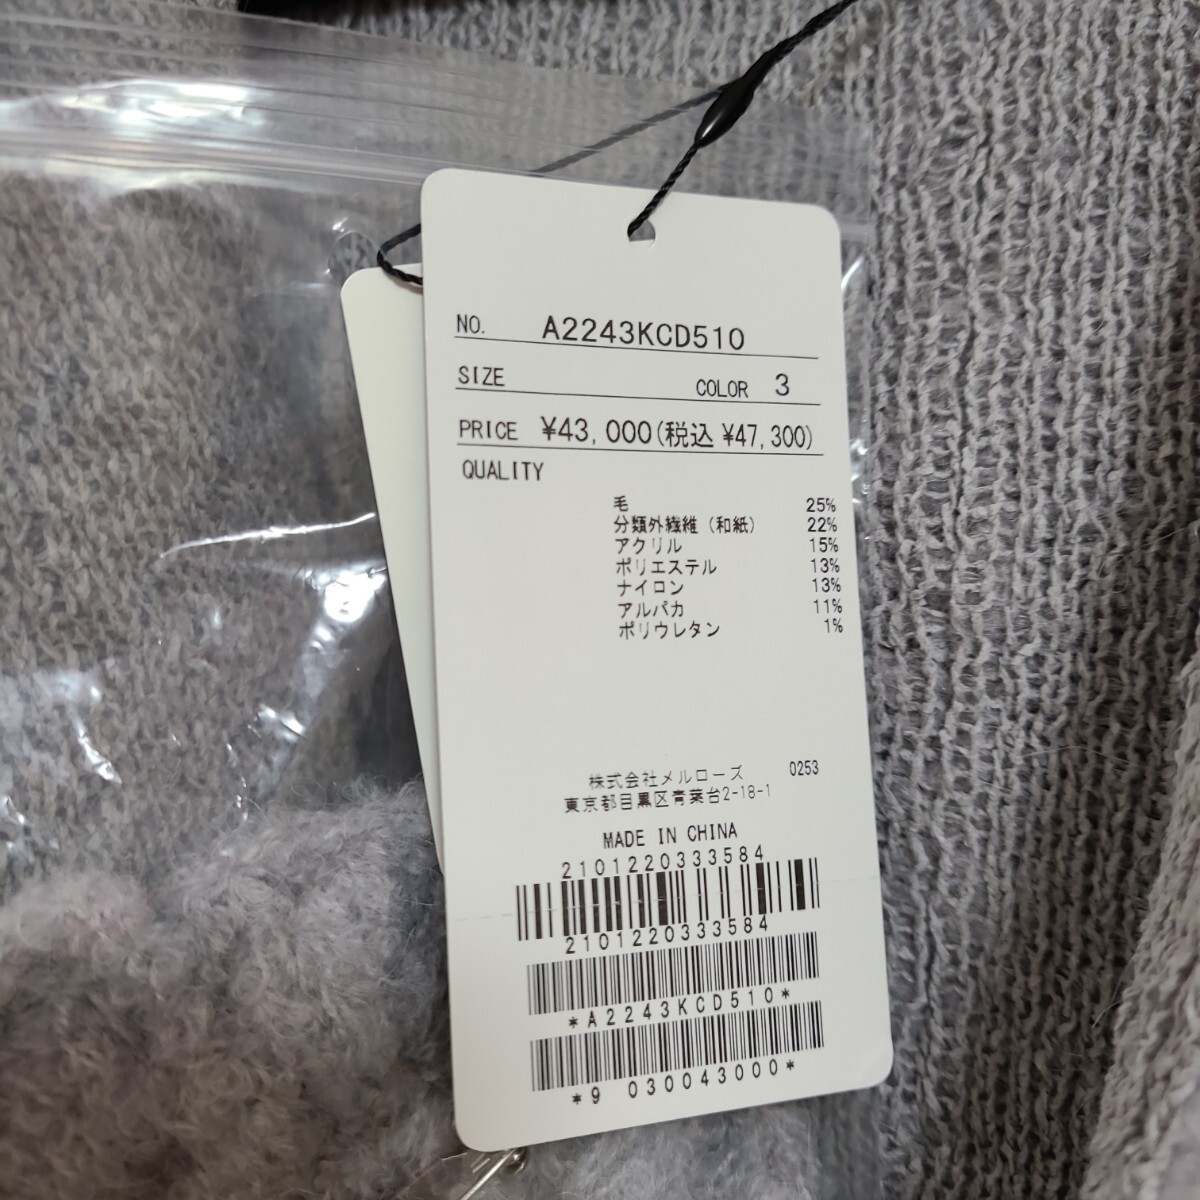 NO. A2243KCD510
SIZE COLOR 3
PRICE ¥43,000(税込 ¥47,300)
QUALITY
毛 25%
分類外繊維（和紙） 22%
アクリル 15%
ポリエステル 13%
ナイロン 13%
アルパカ 11%
ポリウレタン 1%
株式会社メルローズ 0253
東京都目黒区青葉台2-18-1
MADE IN CHINA
2101220333584
2101220333584
*A2243KCD510*
*9 030043000*